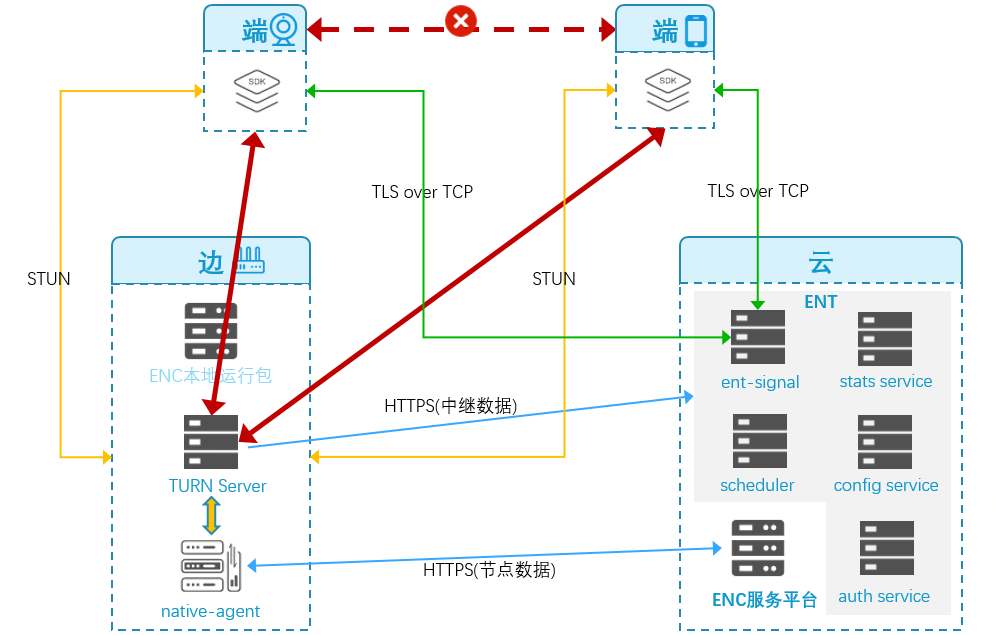 端
端
SDK
SDK
TLS over TCP
TLS over TCP
STUN
STUN
边
云
ENT
ENC本地运行包
ent-signal
stats service
HTTPS(中继数据)
TURN Server
scheduler
config service
HTTPS(节点数据)
native-agent
ENC服务平台
auth service